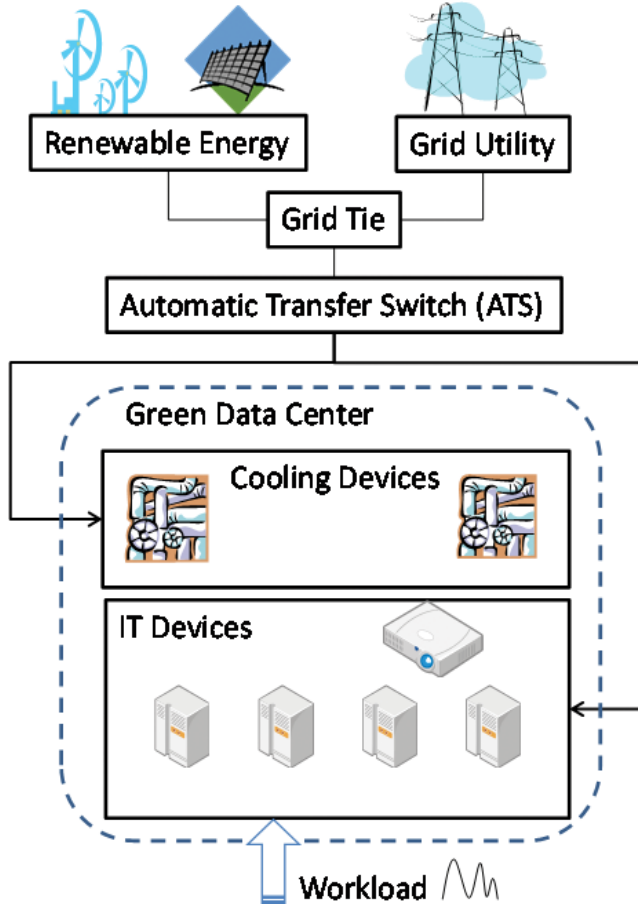 Renewable Energy
Grid Utility
Grid Tie
Automatic Transfer Switch (ATS)
Green Data Center
Cooling Devices
IT Devices
Workload